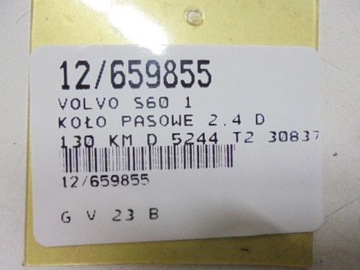 12/659855
VOLVO S60 1
KOŁO PASOWE 2.4 D
130 KM D 5244 T2 30837
12/659855
G V 23 B